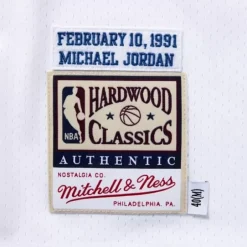 FEBRUARY 10, 1991
MICHAEL JORDAN
HARDWOOD
NBA
CLASSICS
AUTHENTIC
NOSTALGIA CO.
Mitchell & Ness
PHILADELPHIA, PA.
40(M)